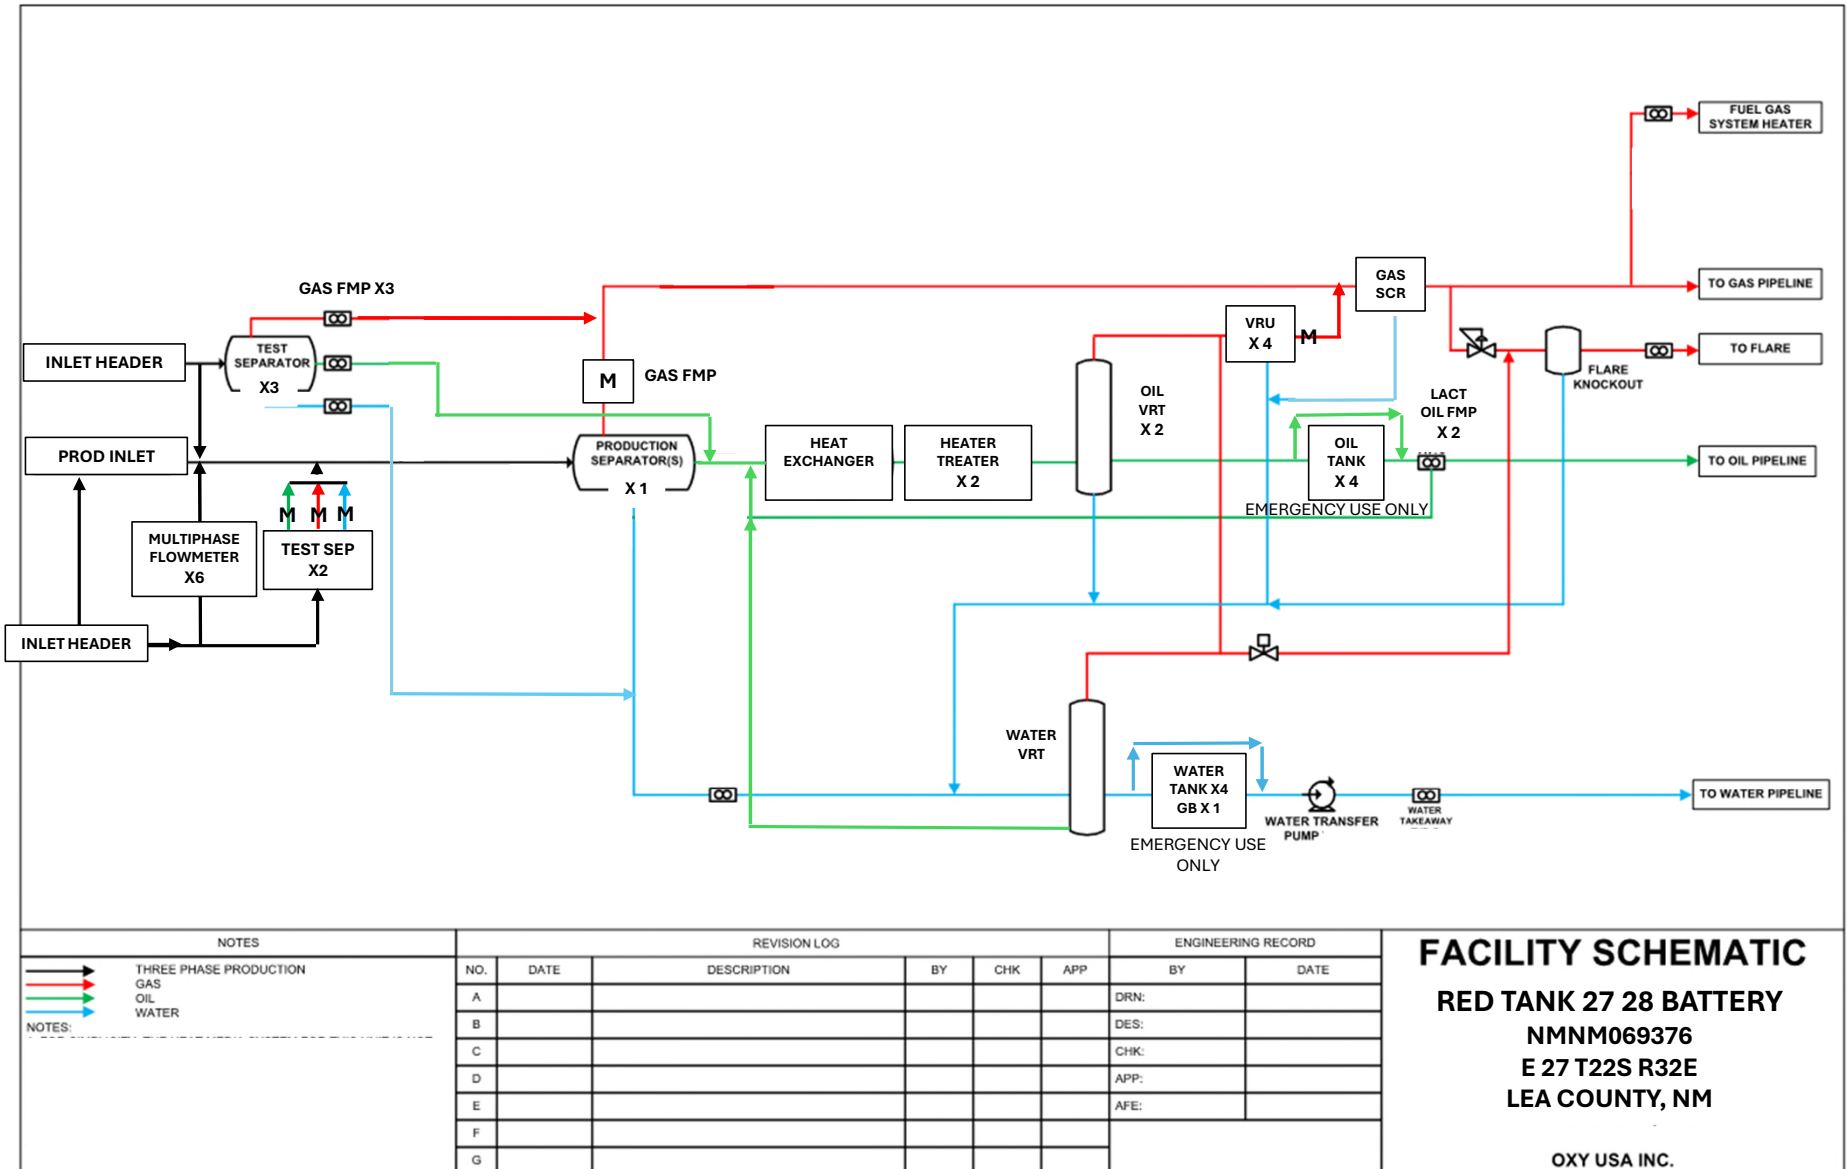 FUEL GAS
SYSTEM HEATER
GAS FMP X3
GAS
SCR
TO GAS PIPELINE
VRU
X 4
M
TEST
SEPARATOR
X3
INLET HEADER
TO FLARE
FLARE
KNOCKOUT
M
GAS FMP
OIL
VRT
X 2
LACT
OIL FMP
X 2
PROD INLET
PRODUCTION
SEPARATOR(S)
X 1
HEAT
EXCHANGER
HEATER
TREATER
X 2
OIL
TANK
X 4
TO OIL PIPELINE
EMERGENCY USE ONLY
M
M
M
MULTIPHASE
FLOWMETER
X6
TEST SEP
X2
INLET HEADER
WATER
VRT
WATER
TANK X4
GB X 1
TO WATER PIPELINE
WATER TRANSFER
PUMP
WATER
TAKEAWAY
EMERGENCY USE
ONLY
NOTES
THREE PHASE PRODUCTION
GAS
OIL
WATER
NOTES:
REVISION LOG
NO. DATE DESCRIPTION BY CHK APP
A
B
C
D
E
F
G
ENGINEERING RECORD
BY DATE
DRN:
DES:
CHK:
APP:
AFE:
FACILITY SCHEMATIC
RED TANK 27 28 BATTERY
NMNM069376
E 27 T22S R32E
LEA COUNTY, NM
OXY USA INC.